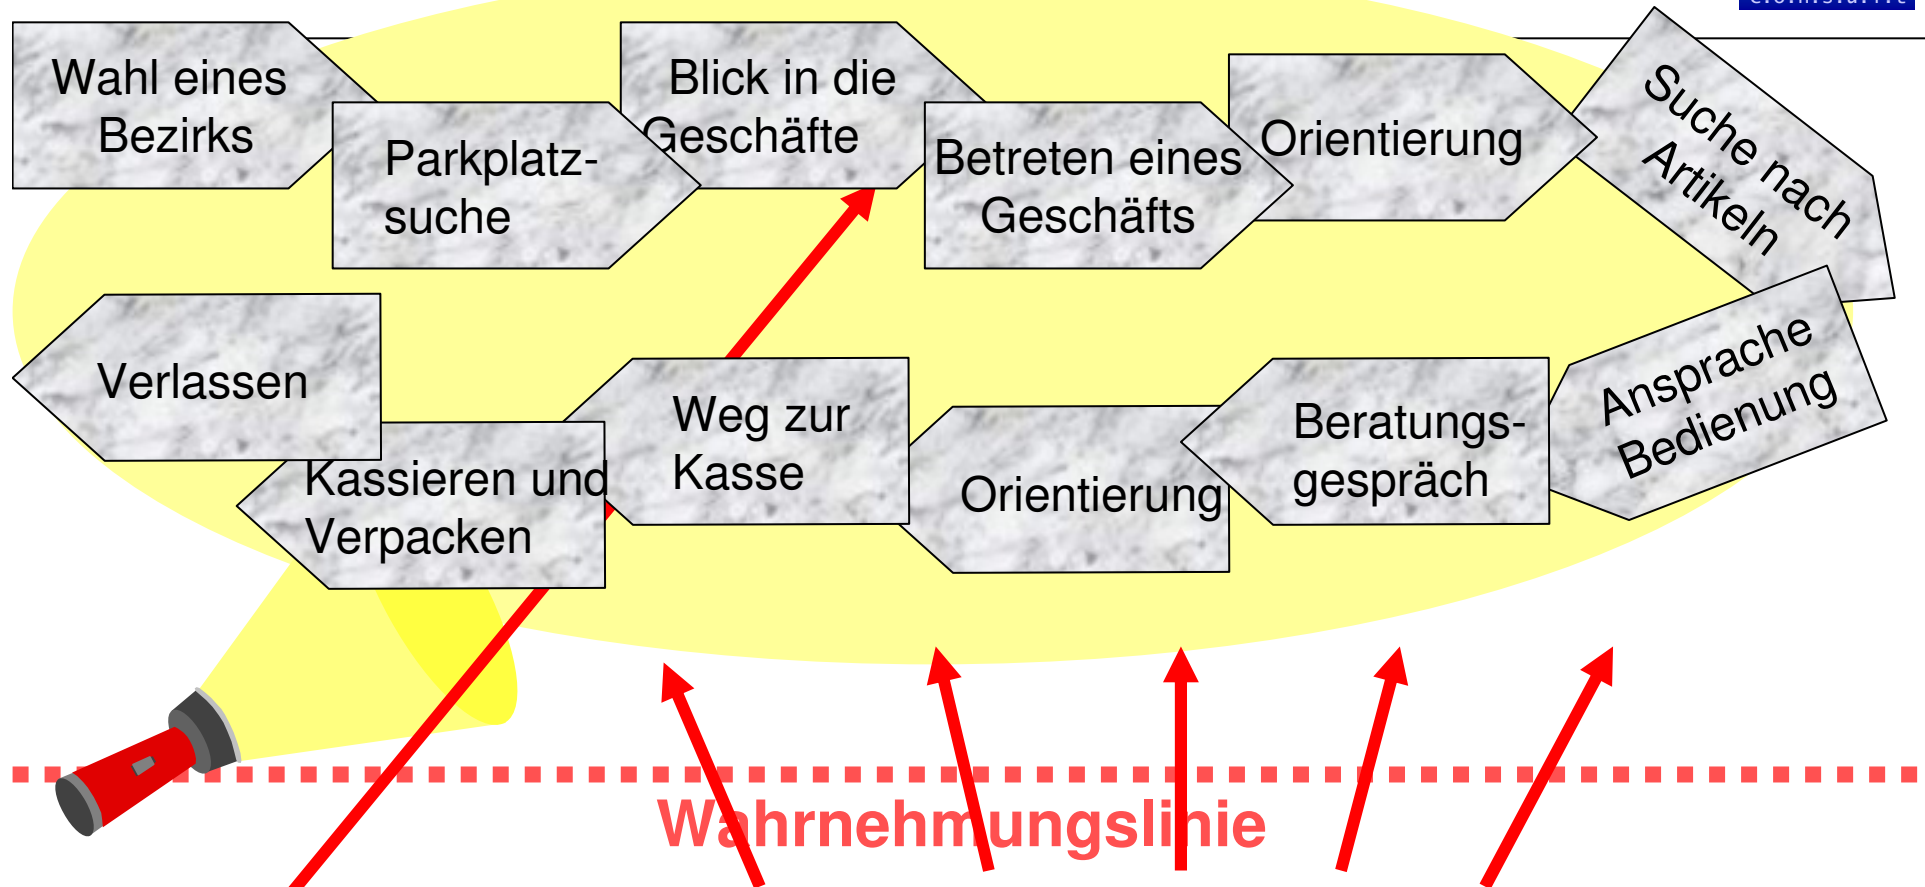 Wahl eines
Bezirks
Parkplatz-
suche
Blick in die
Geschäfte
Betreten eines
Geschäfts
Orientierung
Suche nach
Artikeln
Ansprache
Bedienung
Beratungs-
gespräch
Orientierung
Weg zur
Kasse
Kassieren und
Verpacken
Verlassen
Wahrnehmungslinie